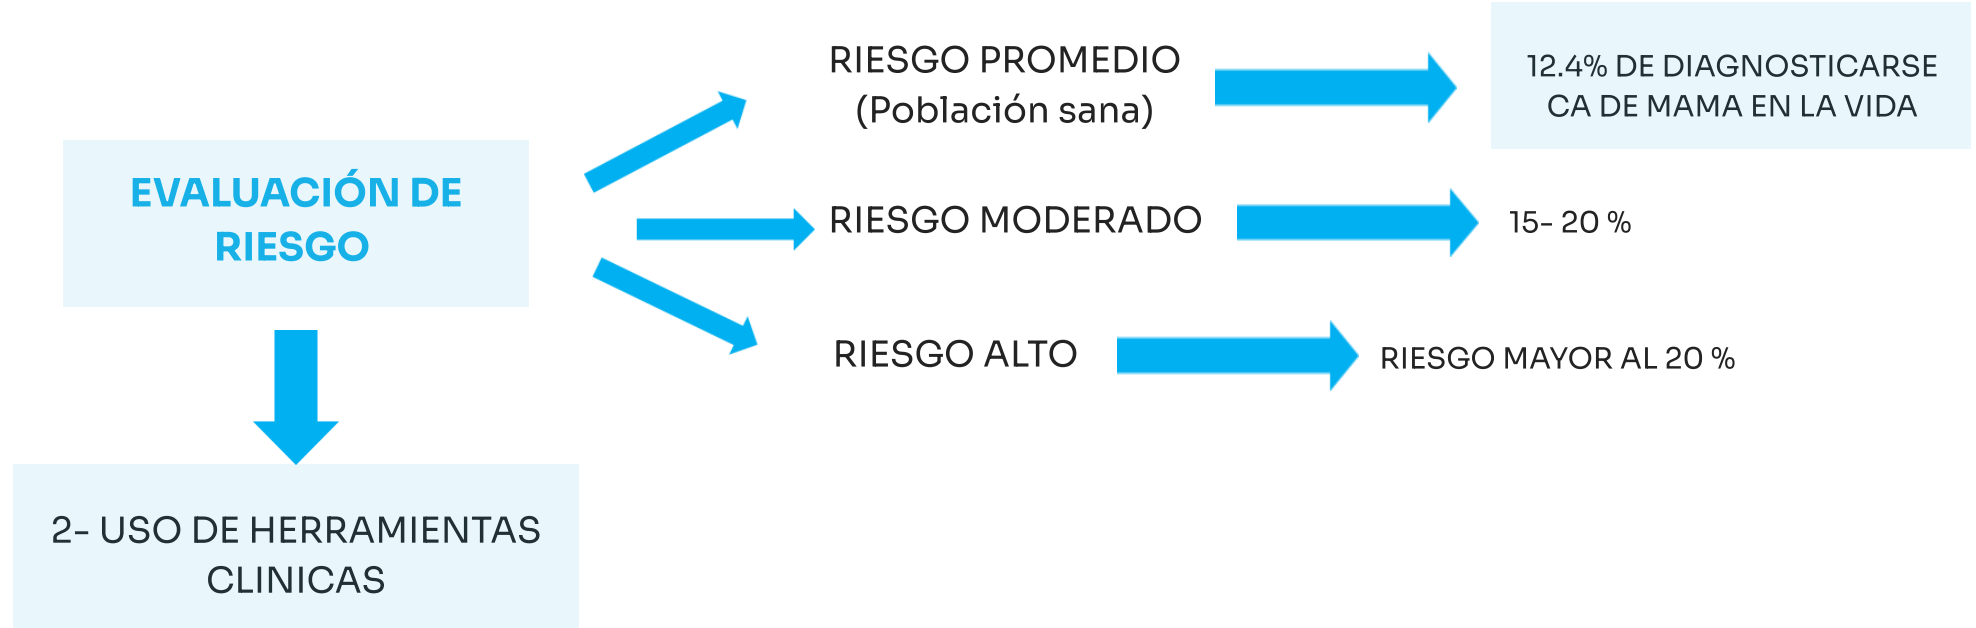 EVALUACIÓN DE
RIESGO
RIESGO PROMEDIO
(Población sana)
12.4% DE DIAGNOSTICARSE
CA DE MAMA EN LA VIDA
RIESGO MODERADO
15- 20 %
RIESGO ALTO
RIESGO MAYOR AL 20 %
2- USO DE HERRAMIENTAS
CLINICAS